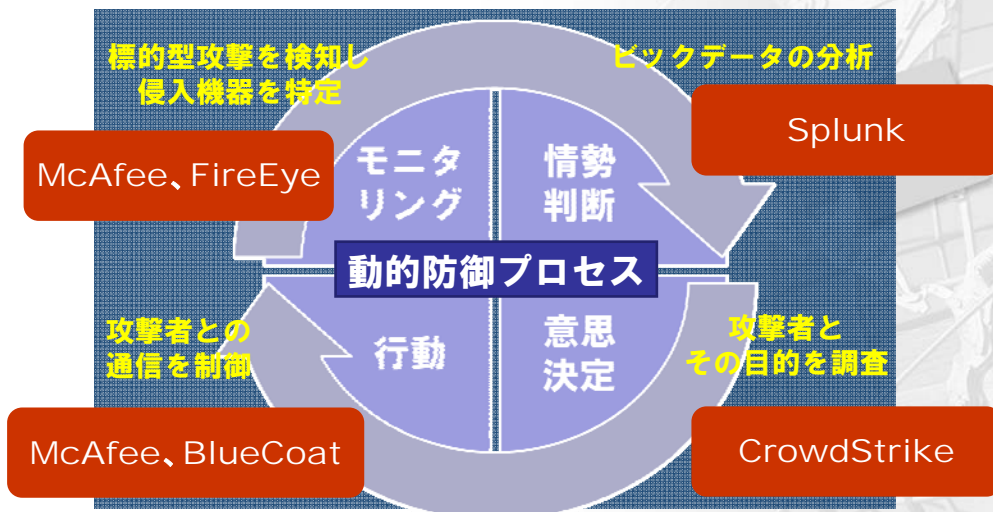 標的型攻撃を検知し
侵入機器を特定
ビックデータの分析
McAfee、FireEye
Splunk
モニタ
リング
情勢
判断
動的防御プロセス
行動
意思
決定
攻撃者との
通信を制御
攻撃者と
その目的を調査
McAfee、BlueCoat
CrowdStrike